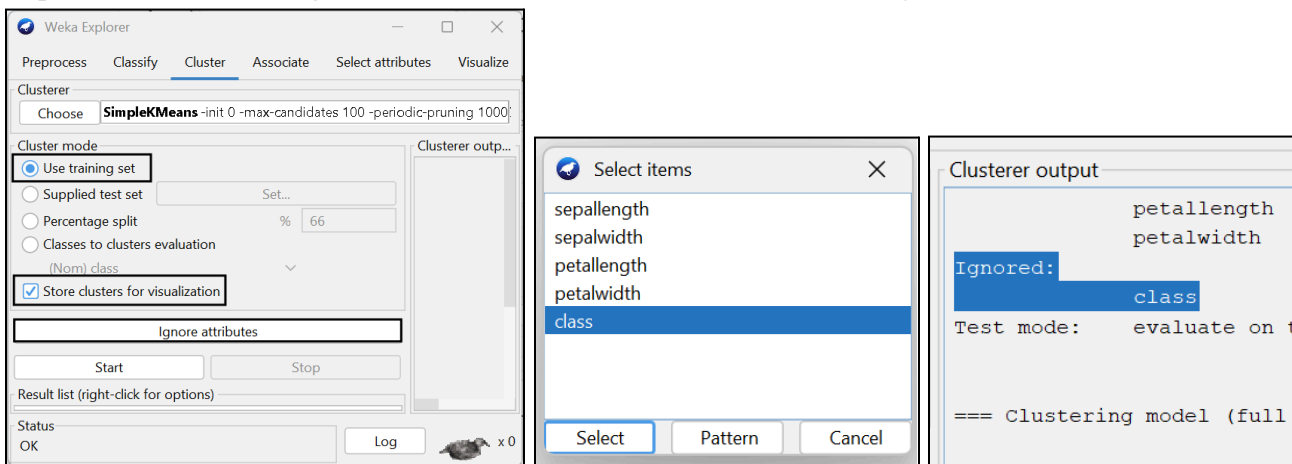 Weka Explorer
Preprocess Classify Cluster Associate Select attributes Visualize
Clusterer
Choose SimpleKMeans -init 0 -max-candidates 100 -periodic-pruning 1000
Cluster mode
Use training set
Supplied test set Set...
Percentage split % 66
Classes to clusters evaluation
(Nom) class
Store clusters for visualization
Ignore attributes
Start Stop
Result list (right-click for options)
Status
OK
Log
x 0
Clusterer outp...
Select items
sepallength
sepalwidth
petallength
petalwidth
class
Select Pattern Cancel
Clusterer output
petallength
petalwidth
Ignored:
class
Test mode: evaluate on
=== Clustering model (full